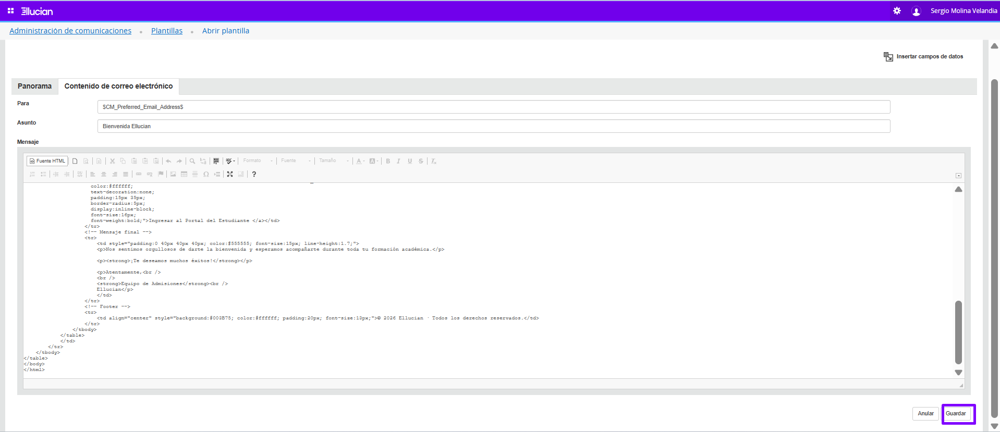 Ellucian
Sergio Molina Velandia
Administración de comunicaciones • Plantillas • Abrir plantilla
Insertar campos de datos
Panorama
Contenido de correo electrónico
Para
$CM_Preferred_Email_Address$
Asunto
Bienvenida Ellucian
Mensaje
Fuente HTML
Formato
Fuente
Tamaño
color:#ffffff;
text-decoration:none;
padding:15px 35px;
border-radius:5px;
display:inline-block;
font-size:16px;
font-weight:bold;">Ingresar al Portal del Estudiante </a></td>
</tr>
<!-- Mensaje final -->
<tr>
<td style="padding:0 40px 40px 40px; color:#555555; font-size:15px; line-height:1.7;">
<p>Nos sentimos orgullosos de darte la bienvenida y esperamos acompañarte durante toda tu formación académica.</p>
<p><strong>¡Te deseamos muchos éxitos!</strong></p>
<p>Atentamente,<br />
<br />
<strong>Equipo de Admisiones</strong><br />
Ellucian</p>
</td>
</tr>
<!-- Footer -->
<tr>
<td align="center" style="background:#003B75; color:#ffffff; padding:20px; font-size:13px;">© 2026 Ellucian · Todos los derechos reservados.</td>
</tr>
</tbody>
</table>
</td>
</tr>
</tbody>
</table>
</body>
</html>
Anular
Guardar